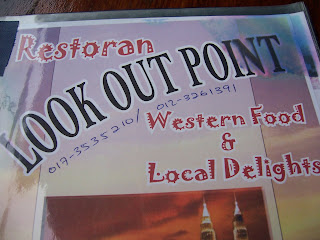 Restoran
LOOK OUT POINT
017-3535210/ 012-3261391
Western Food
&
Local Delights